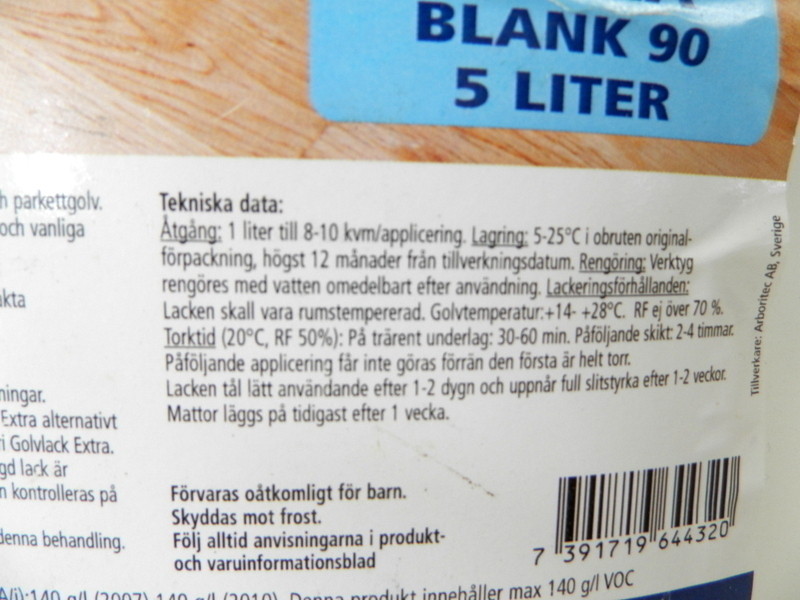 BLANK 90
5 LITER
h parkettgolv.
och vanliga
akta
ningar.
Extra alternativt
ri Golvlack Extra.
gd lack är
n kontrolleras på
denna behandling.
Tekniska data:
Åtgång: 1 liter till 8-10 kvm/applicering. Lagring: 5-25°C i obruten original-
förpackning, högst 12 månader från tillverkningsdatum. Rengöring: Verktyg
rengöres med vatten omedelbart efter användning. Lackeringsförhållanden:
Lacken skall vara rumstempererad. Golvtemperatur:+14- +28°C. RF ej över 70 %.
Torktid (20°C, RF 50%): På trärent underlag: 30-60 min. Påföljande skikt: 2-4 timmar.
Påföljande applicering får inte göras förrän den första är helt torr.
Lacken tål lätt användande efter 1-2 dygn och uppnår full slitstyrka efter 1-2 veckor.
Mattor läggs på tidigast efter 1 vecka.
Tillverkare: Arboritec AB, Sverige
Förvaras oåtkomligt för barn.
Skyddas mot frost.
Följ alltid anvisningarna i produkt-
och varuinformationsblad
7 391719 644320
A/i):140 g/l (2007) 140 g/l (2010). Denna produkt innehåller max 140 g/l VOC